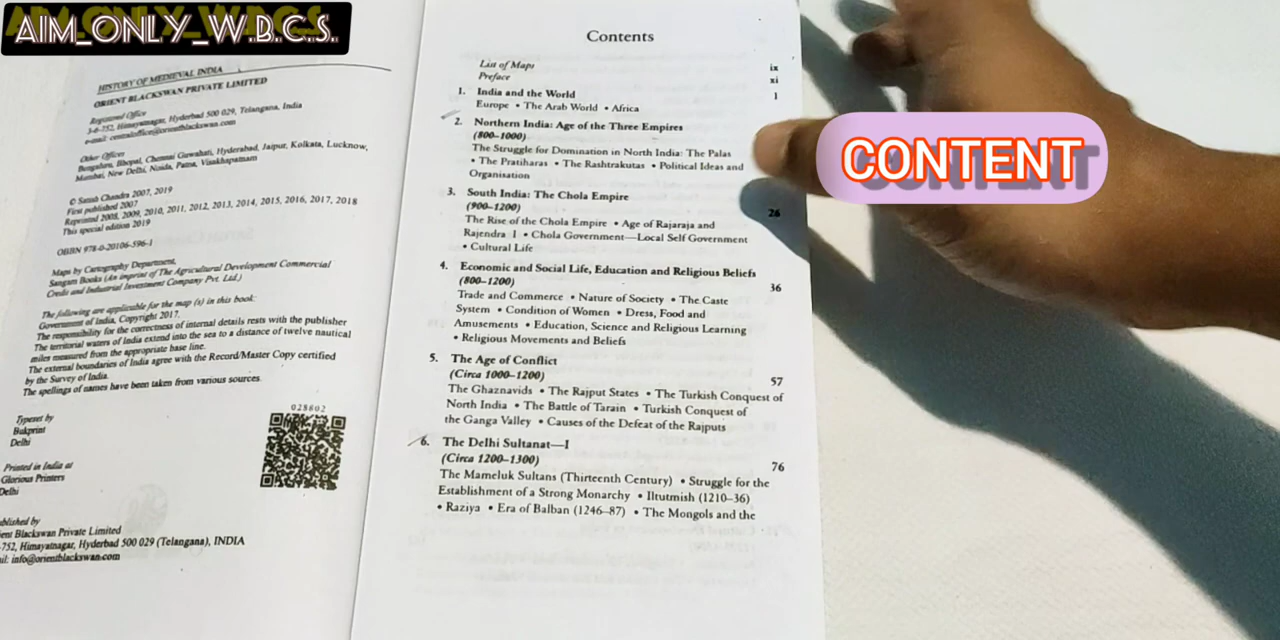 AIM_ONLY_W.B.C.S.
HISTORY OF MEDIEVAL INDIA
ORIENT BLACKSWAN PRIVATE LIMITED
Registered Office
3-6-752, Himayatnagar, Hyderbad 500 029, Telangana, India
e-mail: centraloffice@orientblackswan.com
Other Offices
Bengaluru, Bhopal, Chennai, Guwahati, Hyderabad, Jaipur, Kolkata, Lucknow,
Mumbai, New Delhi, Noida, Patna, Visakhapatnam
© Satish Chandra 2007, 2019
First published 2007
Reprinted 2008, 2009, 2010, 2011, 2012, 2013, 2014, 2015, 2016, 2017, 2018
This special edition 2019
OBISN 978-0-20106-596-1
Maps by Cartography Department,
Sangam Books (An imprint of The Agricultural Development Commercial
Credit and Industrial Investment Company Pvt. Ltd.)
The following are applicable for the map (s) in this book:
Government of India, Copyright 2017.
The responsibility for the correctness of internal details rests with the publisher
The territorial waters of India extend into the sea to a distance of twelve nautical
miles measured from the appropriate base line.
The external boundaries of India agree with the Record/Master Copy certified
by the Survey of India.
The spellings of names have been taken from various sources.
028802
Typeset by
Bukprint
Delhi
Printed in India at
Glorious Printers
Delhi
ublished by
ient Blackswan Private Limited
-752, Himayatnagar, Hyderbad 500 029 (Telangana), INDIA
ail: info@orientblackswan.com
Contents
List of Maps ix
Preface xi
1. India and the World 1
Europe • The Arab World • Africa
2. Northern India: Age of the Three Empires
(800–1000)
The Struggle for Domination in North India: The Palas
• The Pratiharas • The Rashtrakutas • Political Ideas and
Organisation
3. South India: The Chola Empire
(900–1200) 26
The Rise of the Chola Empire • Age of Rajaraja and
Rajendra I • Chola Government—Local Self Government
• Cultural Life
4. Economic and Social Life, Education and Religious Beliefs
(800–1200) 36
Trade and Commerce • Nature of Society • The Caste
System • Condition of Women • Dress, Food and
Amusements • Education, Science and Religious Learning
• Religious Movements and Beliefs
5. The Age of Conflict
(Circa 1000–1200) 57
The Ghaznavids • The Rajput States • The Turkish Conquest of
North India • The Battle of Tarain • Turkish Conquest of
the Ganga Valley • Causes of the Defeat of the Rajputs
6. The Delhi Sultanat—I
(Circa 1200–1300) 76
The Mameluk Sultans (Thirteenth Century) • Struggle for the
Establishment of a Strong Monarchy • Iltutmish (1210–36)
• Raziya • Era of Balban (1246–87) • The Mongols and the
CONTENT